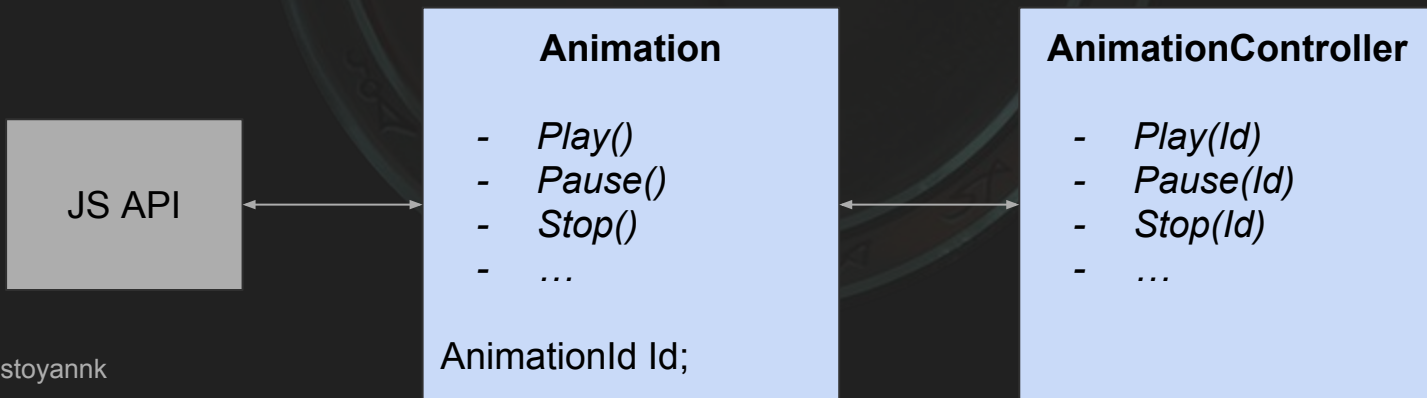 JS API
Animation
- Play()
- Pause()
- Stop()
- …
AnimationId Id;
AnimationController
- Play(Id)
- Pause(Id)
- Stop(Id)
- …
stoyannk